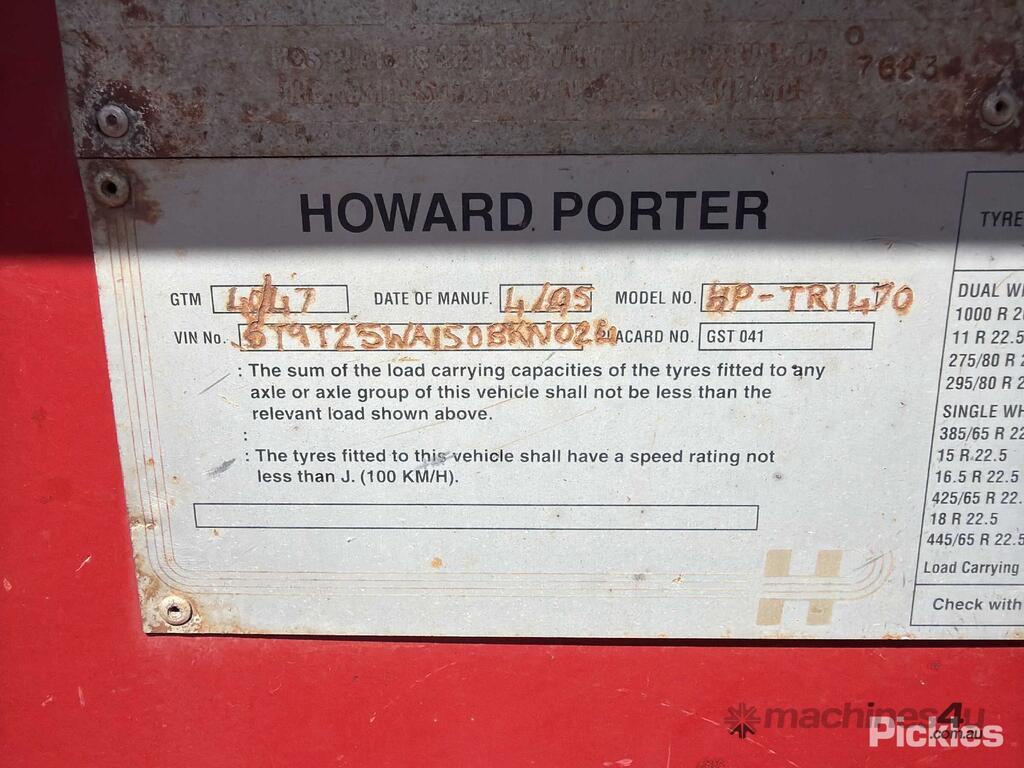 7623
HOWARD PORTER
GTM 40/47 DATE OF MANUF. 4/05 MODEL NO. HP-TRI470
VIN No. PLACARD NO. GST 041
: The sum of the load carrying capacities of the tyres fitted to any
axle or axle group of this vehicle shall not be less than the
relevant load shown above.
:
: The tyres fitted to this vehicle shall have a speed rating not
less than J. (100 KM/H).
H
TYRE
DUAL WH
1000 R 20
11 R 22.5
275/80 R 2
295/80 R 2
SINGLE WH
385/65 R 22
15 R 22.5
16.5 R 22.5
425/65 R 22.
18 R 22.5
445/65 R 22.5
Load Carrying
Check with
machines4u
.com.au
Pickles